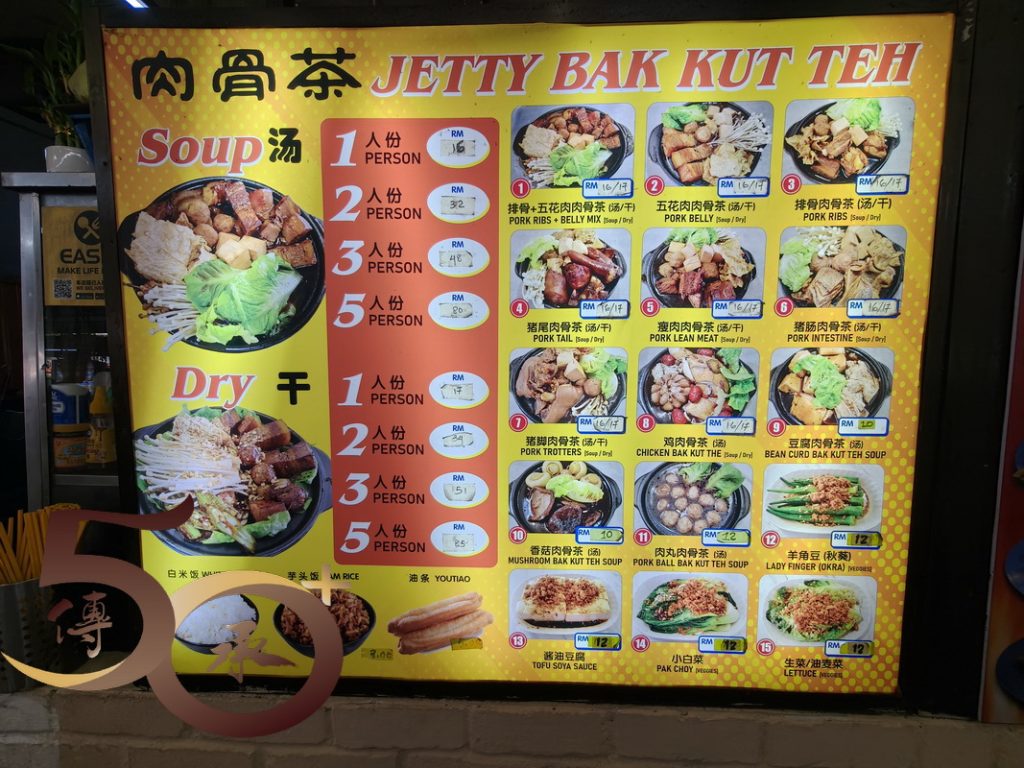 肉骨茶 JETTY BAK KUT TEH
Soup 汤
1 人份 PERSON RM 16
2 人份 PERSON RM 32
3 人份 PERSON RM 48
5 人份 PERSON RM 80
Dry 干
1 人份 PERSON RM 17
2 人份 PERSON RM 34
3 人份 PERSON RM 51
5 人份 PERSON RM 85
白米饭
芋头饭 YAM RICE
油条 YOUTIAO
1 RM 16/17
排骨+五花肉肉骨茶 (汤/干)
PORK RIBS + BELLY MIX [Soup / Dry]
2 RM 16/17
五花肉肉骨茶 (汤/干)
PORK BELLY [Soup / Dry]
3 RM 16/17
排骨肉骨茶 (汤/干)
PORK RIBS [Soup / Dry]
4 RM 16/17
猪尾肉骨茶 (汤/干)
PORK TAIL [Soup / Dry]
5 RM 16/17
瘦肉肉骨茶 (汤/干)
PORK LEAN MEAT [Soup / Dry]
6 RM 16/17
猪肠肉骨茶 (汤/干)
PORK INTESTINE [Soup / Dry]
7 RM 16/17
猪脚肉骨茶 (汤/干)
PORK TROTTERS [Soup / Dry]
8 RM 16/17
鸡肉骨茶 (汤)
CHICKEN BAK KUT THE [Soup / Dry]
9 RM 10
豆腐肉骨茶 (汤)
BEAN CURD BAK KUT TEH SOUP
10 RM 10
香菇肉骨茶 (汤)
MUSHROOM BAK KUT TEH SOUP
11 RM 12
肉丸肉骨茶 (汤)
PORK BALL BAK KUT TEH SOUP
12 RM 12
羊角豆 (秋葵)
LADY FINGER (OKRA) [VEGGIES]
13 RM 12
酱油豆腐
TOFU SOYA SAUCE
14 RM 12
小白菜
PAK CHOY [VEGGIES]
15 RM 12
生菜/油麦菜
LETTUCE [VEGGIES]
EAS
MAKE LIFE
50+
傳承